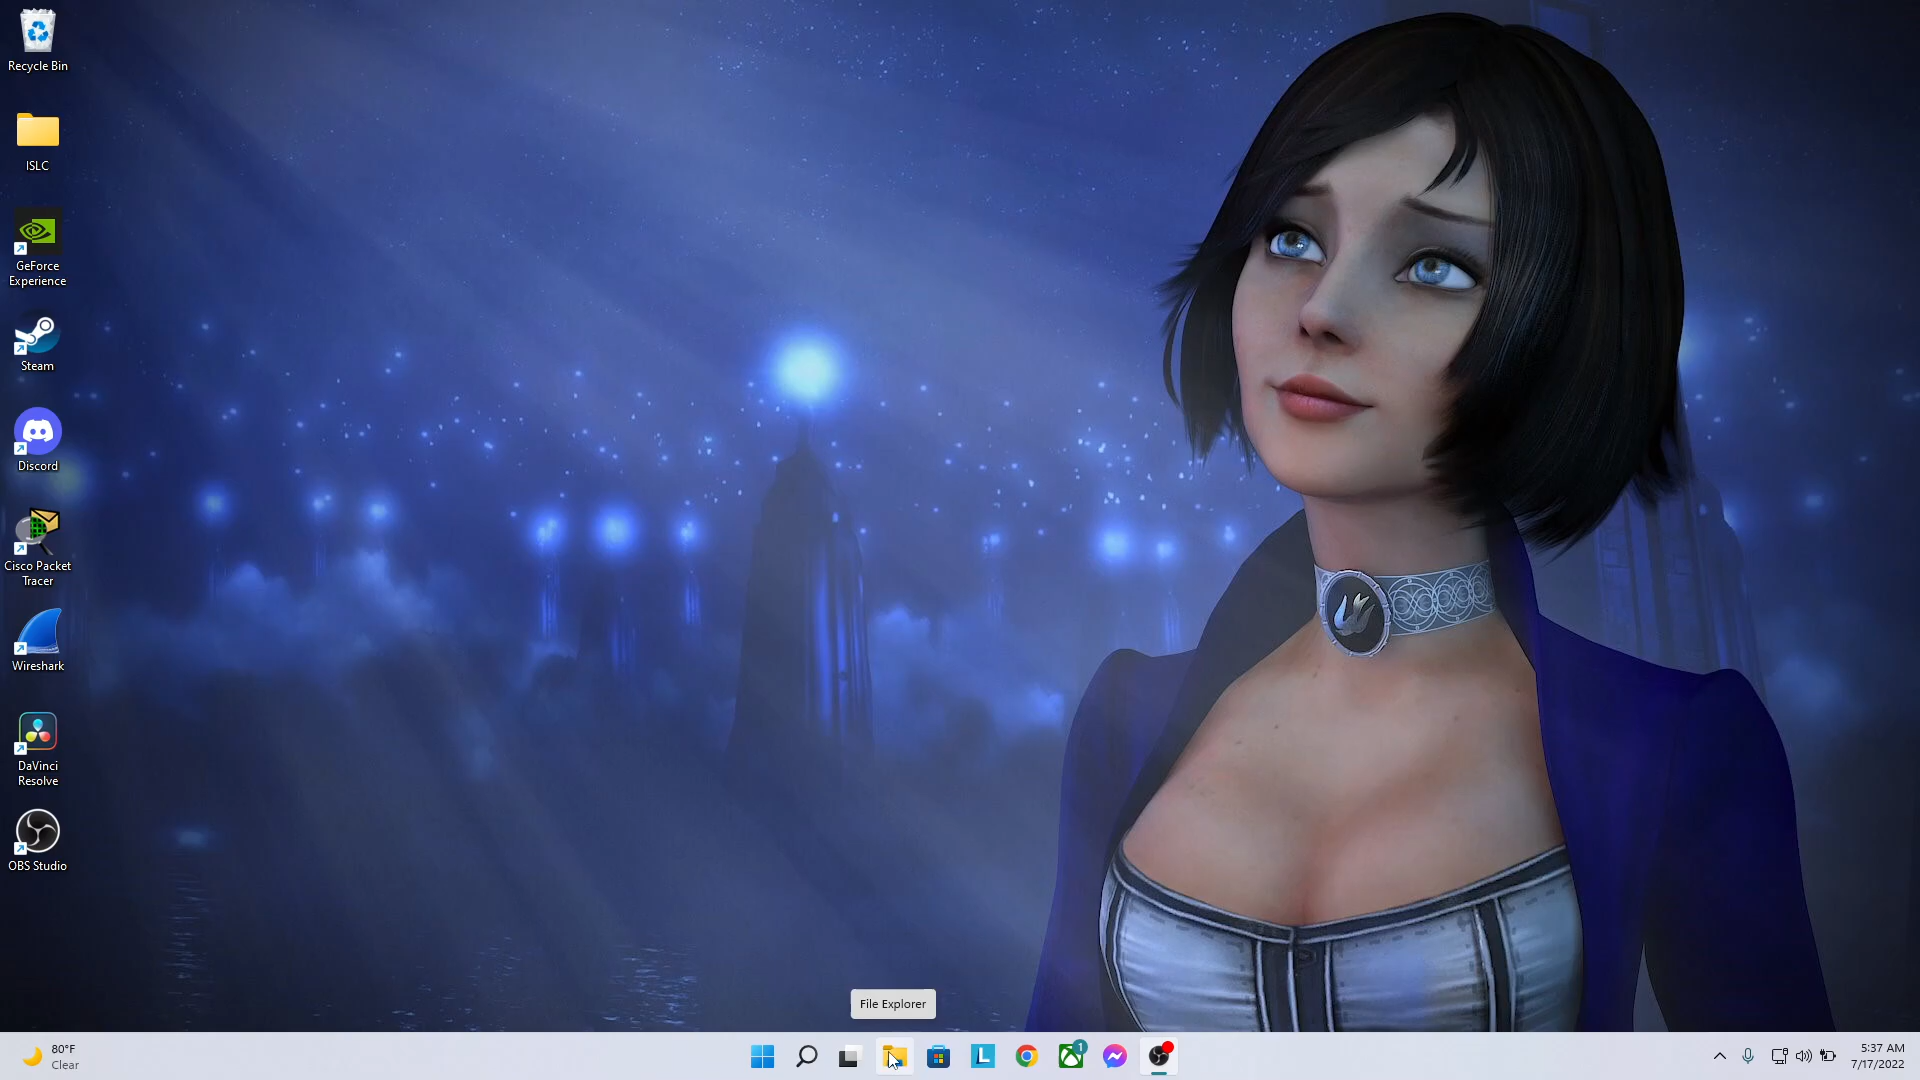 Recycle Bin
ISLC
GeForce
Experience
Steam
Discord
Cisco Packet
Tracer
Wireshark
DaVinci
Resolve
OBS Studio
File Explorer
80°F
Clear
L
1
5:37 AM
7/17/2022